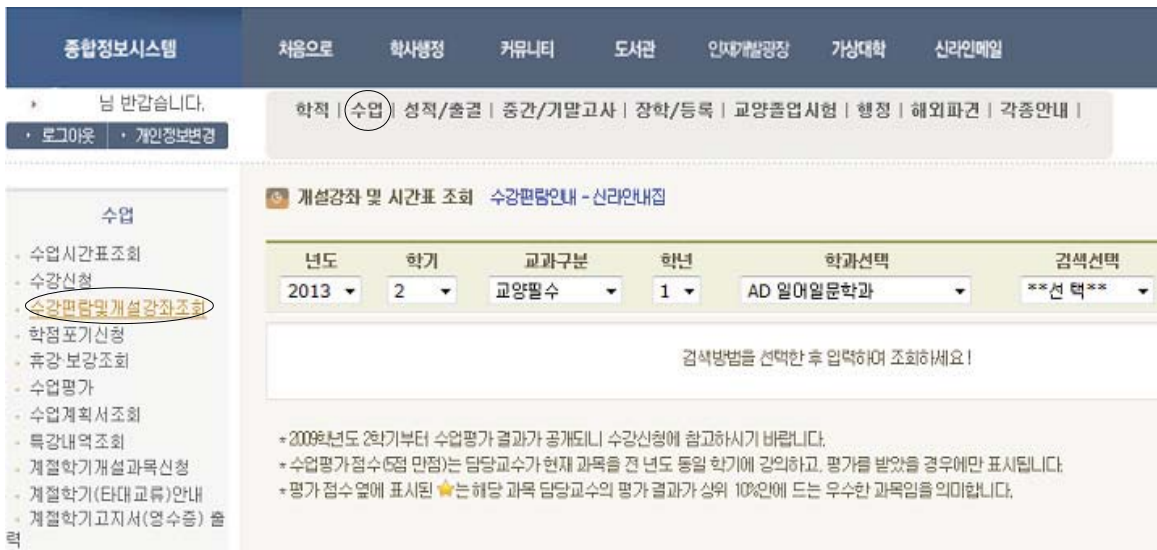 종합정보시스템 처음으로 학사행정 커뮤니티 도서관 인재개발광장 가상대학 신라인메일
님 반갑습니다.
· 로그아웃 · 개인정보변경
학적 | 수업 | 성적/출결 | 중간/기말고사 | 장학/등록 | 교양졸업시험 | 행정 | 해외파견 | 각종안내 |
수업
- 수업시간표조회
- 수강신청
- 수강편람및개설강좌조회
- 학점포기신청
- 휴강·보강조회
- 수업평가
- 수업계획서조회
- 특강내역조회
- 계절학기개설과목신청
- 계절학기(타대교류)안내
- 계절학기고지서(영수증) 출
력
개설강좌 및 시간표 조회 수강편람안내 - 신라안내집
년도 학기 교과구분 학년 학과선택 검색선택
2013 2 교양필수 1 AD 일어일문학과 **선 택**
검색방법을 선택한 후 입력하여 조회하세요 !
* 2009학년도 2학기부터 수업평가 결과가 공개되니 수강신청에 참고하시기 바랍니다.
* 수업평가 점수(5점 만점)는 담당교수가 현재 과목을 전 년도 동일 학기에 강의하고, 평가를 받았을 경우에만 표시됩니다.
* 평가 점수 옆에 표시된 ★는 해당 과목 담당교수의 평가 결과가 상위 10%안에 드는 우수한 과목임을 의미합니다.